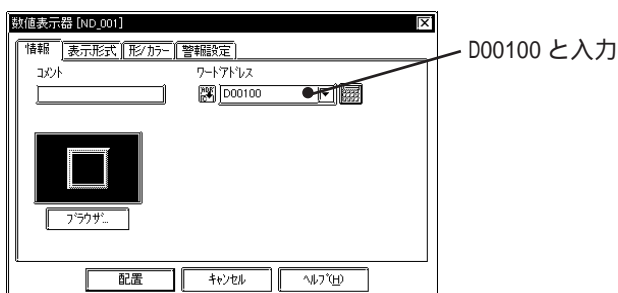 数値表示器 [ND_001]
情報 表示形式 形/カラー 警報設定
コメント ワードアドレス
D00100
D00100 と入力
ブラウザ...
配置 キャンセル ヘルプ(H)